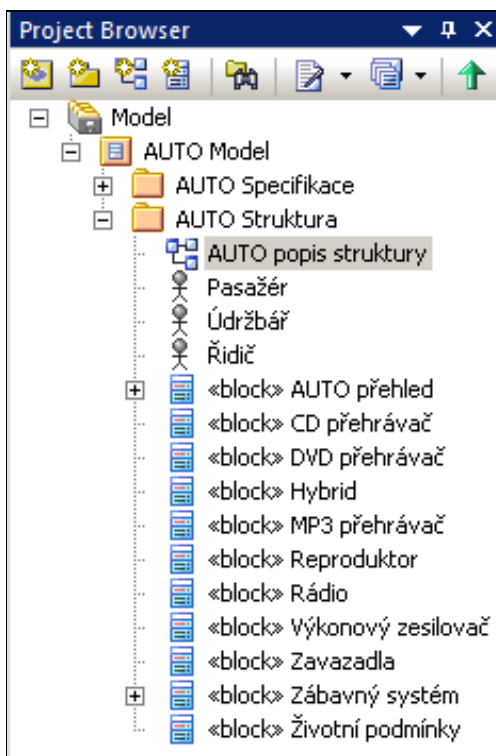 Project Browser
Model
AUTO Model
AUTO Specifikace
AUTO Struktura
AUTO popis struktury
Pasažér
Údržbář
Řidič
«block» AUTO přehled
«block» CD přehrávač
«block» DVD přehrávač
«block» Hybrid
«block» MP3 přehrávač
«block» Reproduktor
«block» Rádio
«block» Výkonový zesilovač
«block» Zavazadla
«block» Zábavný systém
«block» Životní podmínky